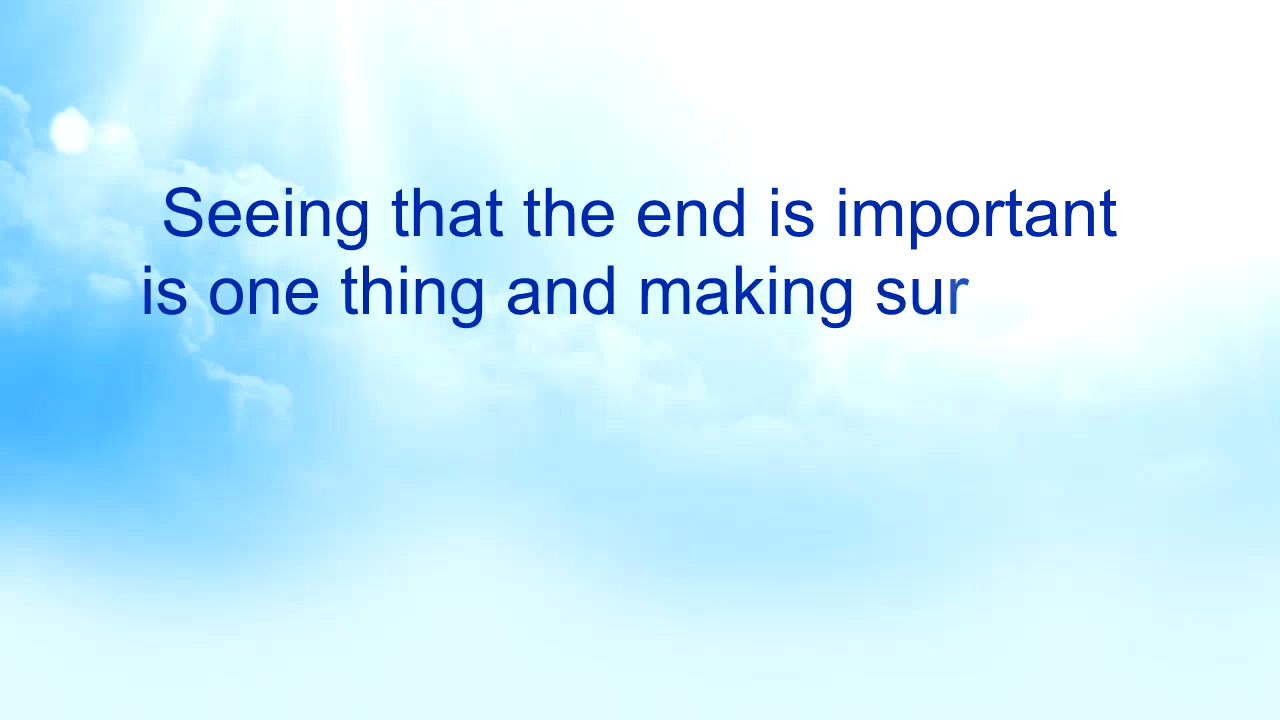 Seeing that the end is important
is one thing and making sur